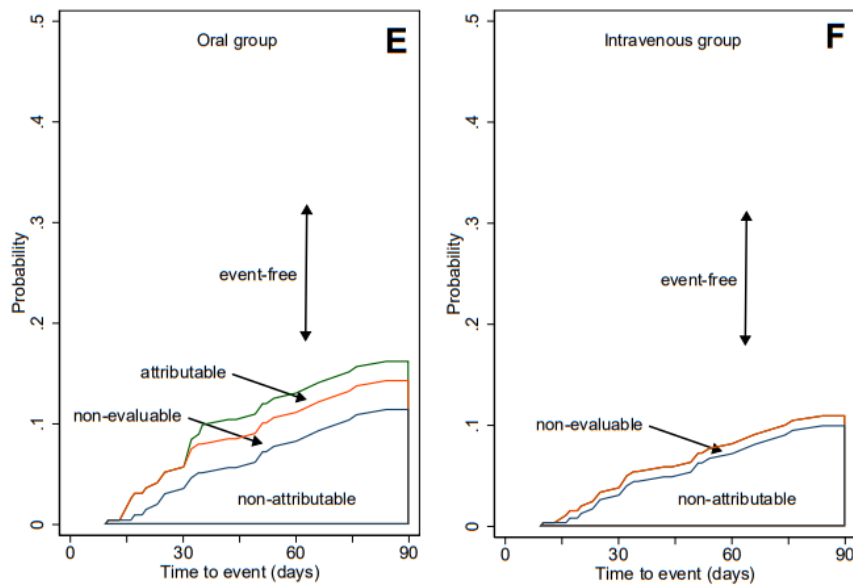 Oral group
E
.5
.4
.3
.2
.1
0
Probability
event-free
attributable
non-evaluable
non-attributable
0
30
60
90
Time to event (days)
Intravenous group
F
.5
.4
.3
.2
.1
0
Probability
event-free
non-evaluable
non-attributable
0
30
60
90
Time to event (days)